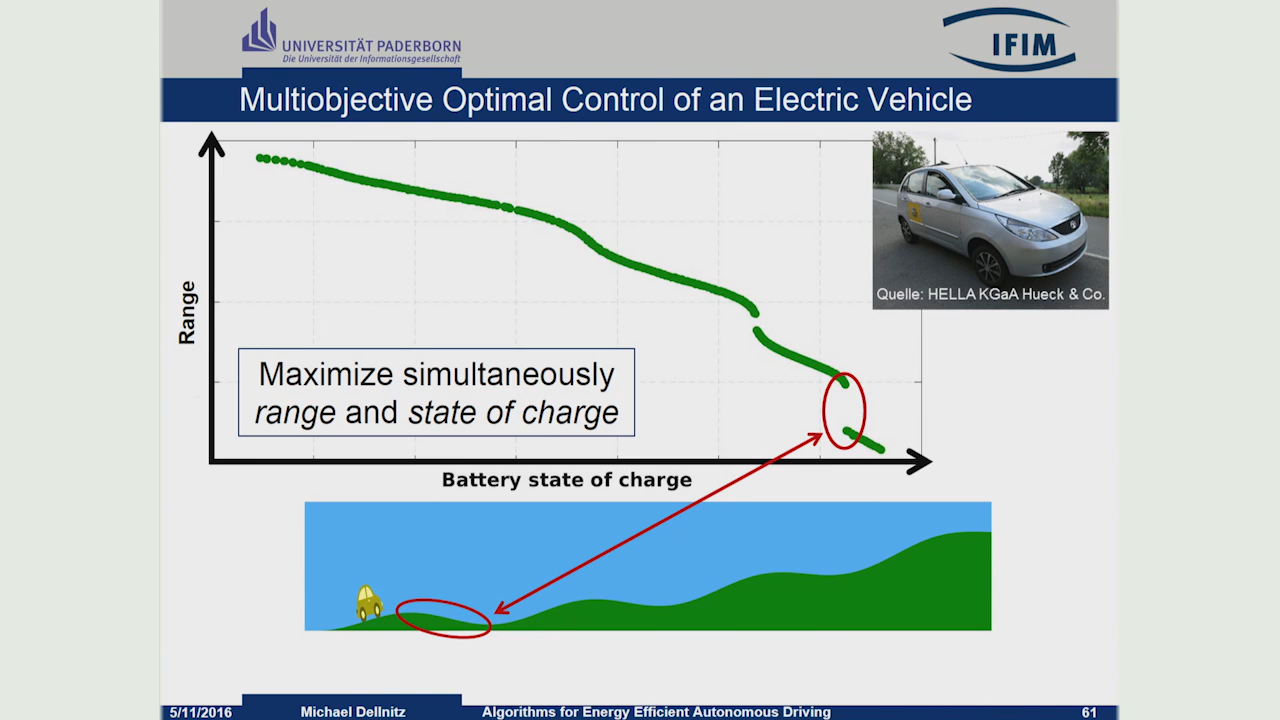 UNIVERSITÄT PADERBORN
Die Universität der Informationsgesellschaft
IFIM
Multiobjective Optimal Control of an Electric Vehicle
Quelle: HELLA KGaA Hueck & Co.
Range
Maximize simultaneously
range and state of charge
Battery state of charge
5/11/2016
Michael Dellnitz
Algorithms for Energy Efficient Autonomous Driving
61